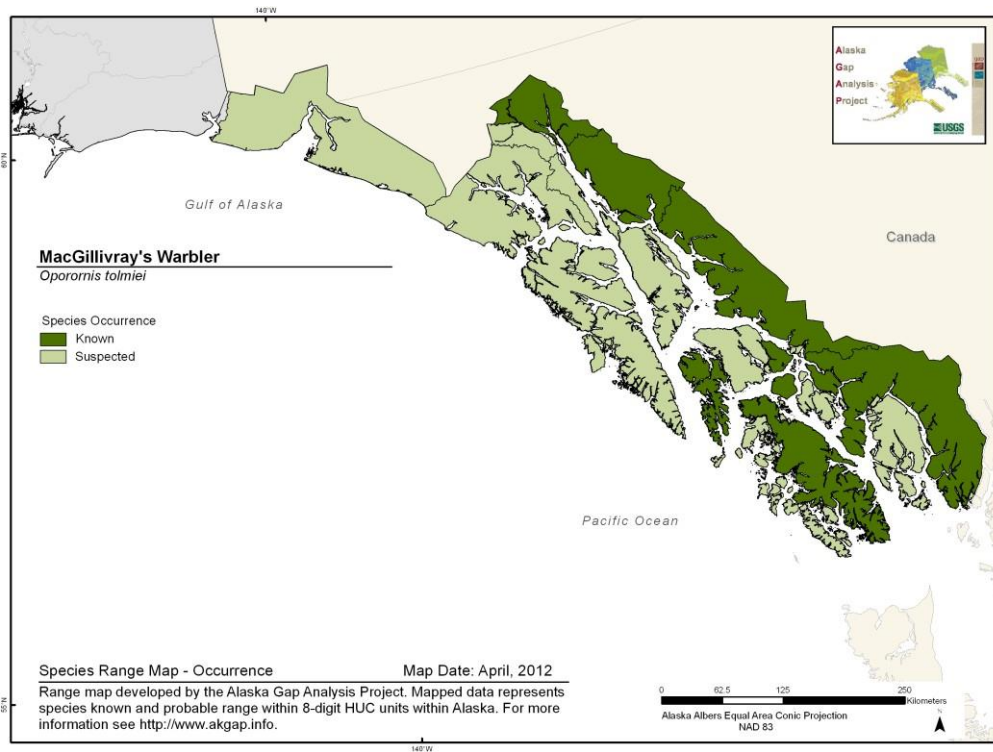 140°W
Alaska
Gap
Analysis
Project
USGS
60°N
Gulf of Alaska
Canada
MacGillivray's Warbler
Oporornis tolmiei
Species Occurrence
Known
Suspected
Pacific Ocean
Species Range Map - Occurrence Map Date: April, 2012
Range map developed by the Alaska Gap Analysis Project. Mapped data represents
species known and probable range within 8-digit HUC units within Alaska. For more
information see http://www.akgap.info.
0 62.5 125 250
Kilometers
Alaska Albers Equal Area Conic Projection
NAD 83
N
55°N
140°W